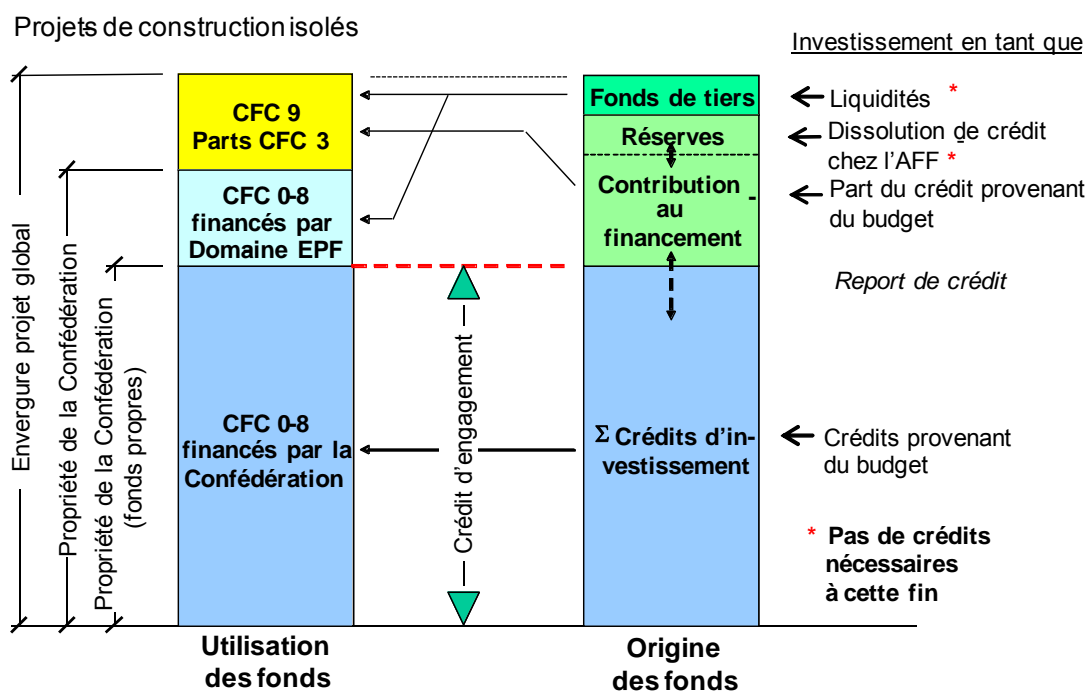 Projets de construction isolés
Envergure projet global
Propriété de la Confédération
Propriété de la Confédération
(fonds propres)
CFC 9
Parts CFC 3
CFC 0-8
financés par
Domaine EPF
CFC 0-8
financés par la
Confédération
Utilisation
des fonds
Crédit d'engagement
Fonds de tiers
Réserves
Contribution -
au
financement
Σ Crédits d'in-
vestissement
Origine
des fonds
Investissement en tant que
Liquidités *
Dissolution de crédit
chez l'AFF *
Part du crédit provenant
du budget
Report de crédit
Crédits provenant
du budget
* Pas de crédits
nécessaires
à cette fin